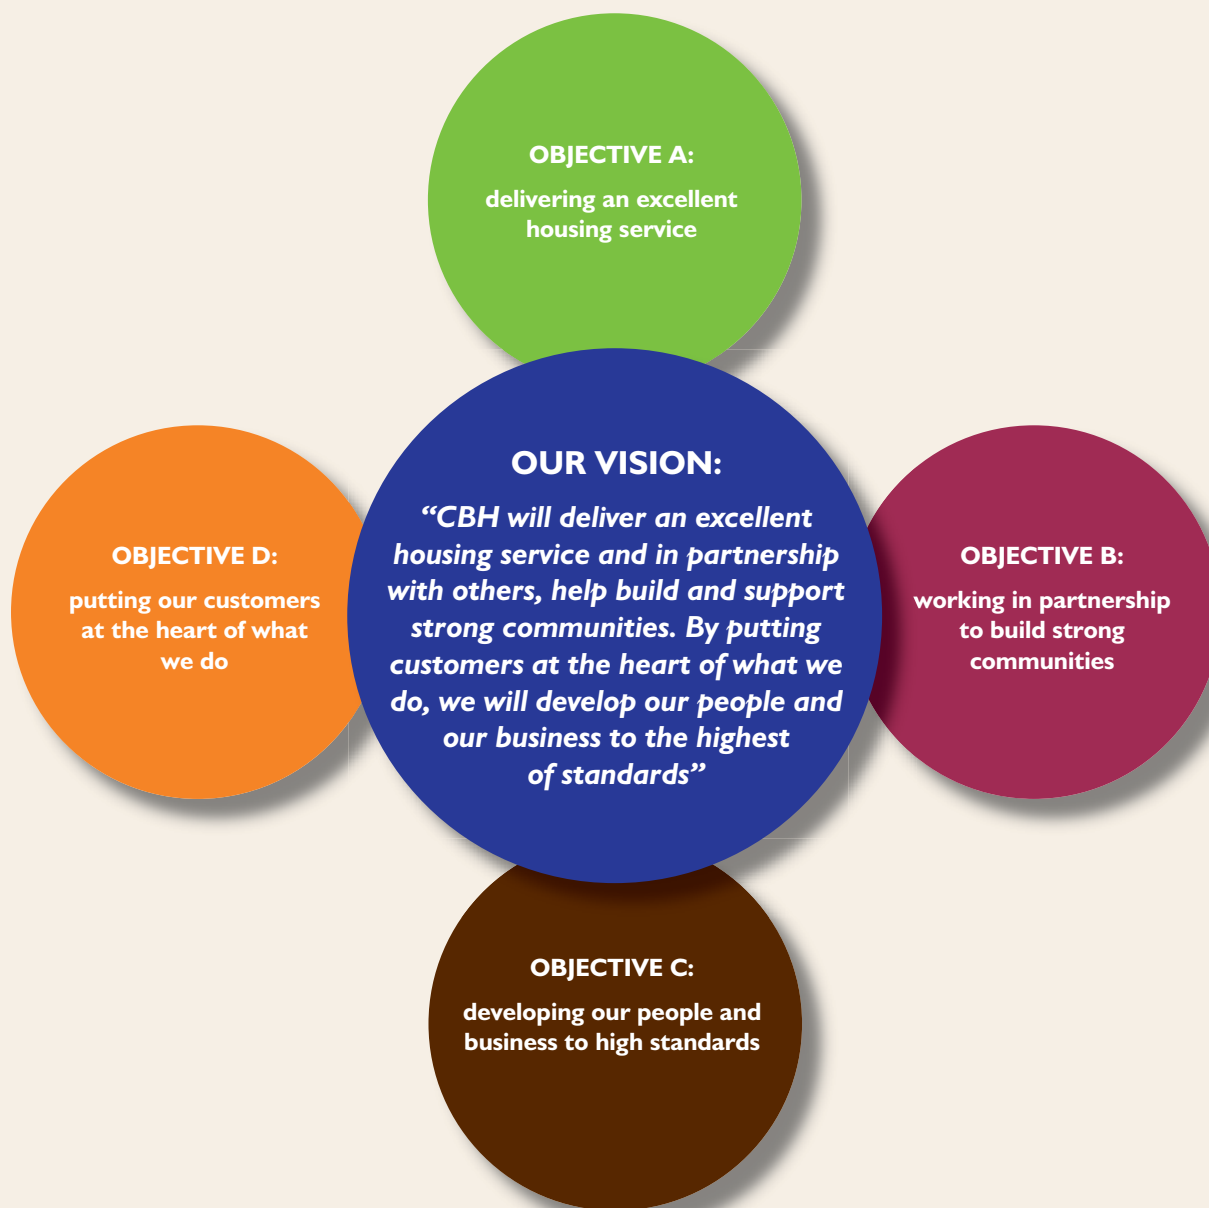 OBJECTIVE A:
delivering an excellent
housing service
OUR VISION:
“CBH will deliver an excellent
housing service and in partnership
with others, help build and support
strong communities. By putting
customers at the heart of what we
do, we will develop our people and
our business to the highest
of standards”
OBJECTIVE D:
putting our customers
at the heart of what
we do
OBJECTIVE B:
working in partnership
to build strong
communities
OBJECTIVE C:
developing our people and
business to high standards